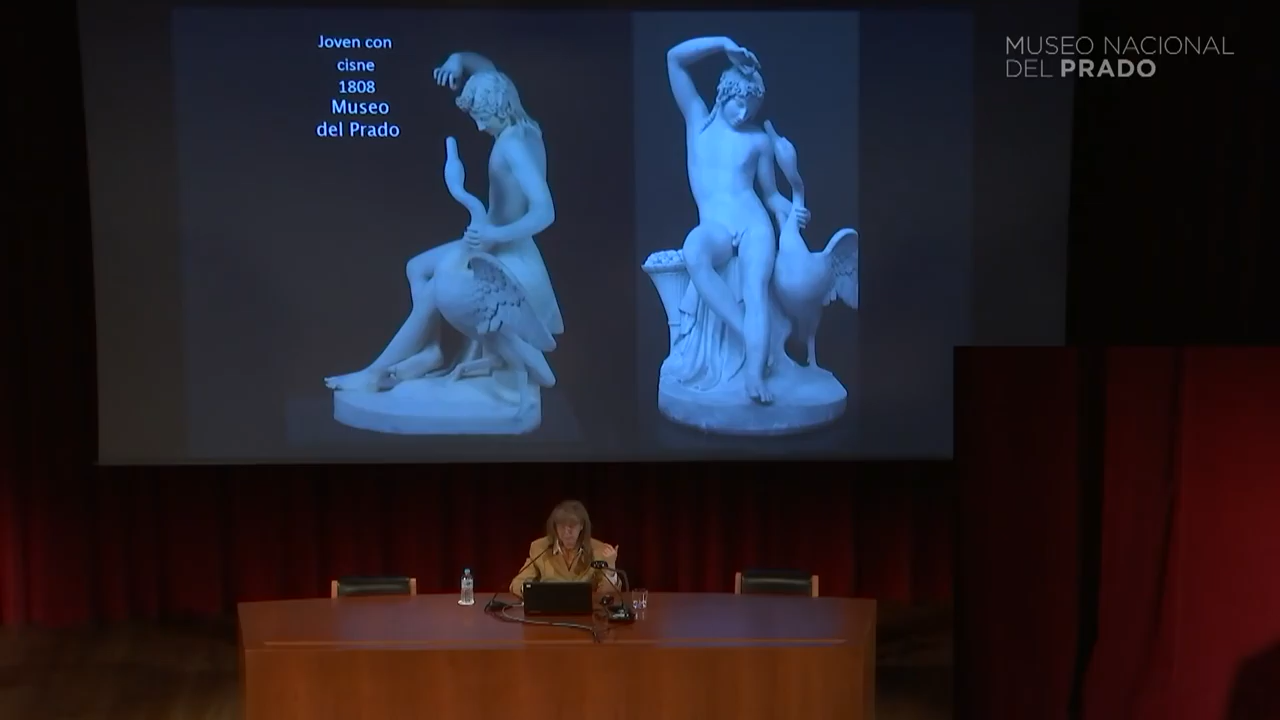 Joven con
cisne
1808
Museo
del Prado
MUSEO NACIONAL
DEL PRADO